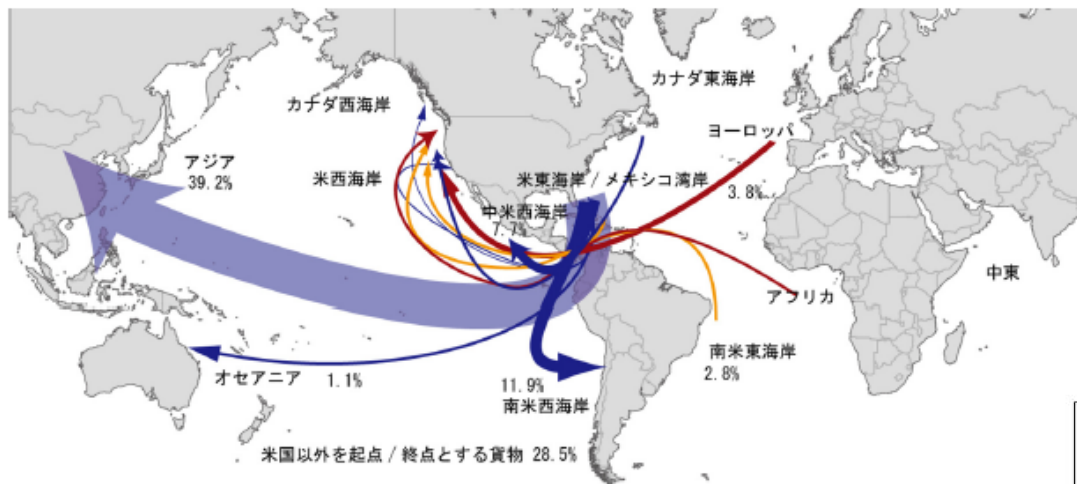 カナダ東海岸
カナダ西海岸
ヨーロッパ
3.8%
アジア
39.2%
米西海岸
米東海岸 / メキシコ湾岸
中米西海岸
7.7%
中東
アフリカ
南米東海岸
2.8%
オセアニア
1.1%
11.9%
南米西海岸
米国以外を起点 / 終点とする貨物 28.5%